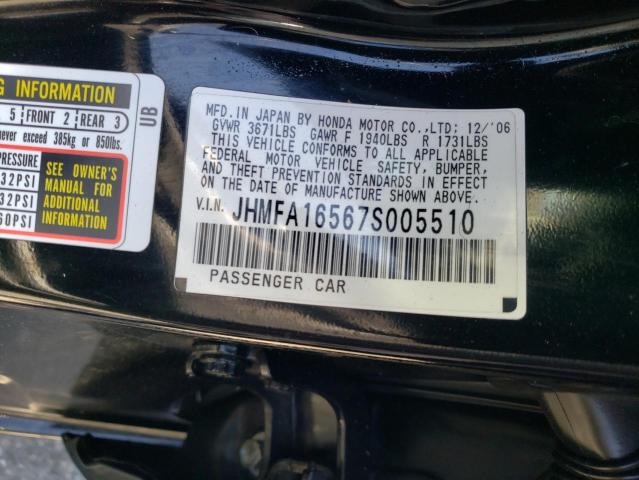 G INFORMATION
5 FRONT 2 REAR 3
never exceed 385kg or 850lbs.
PRESSURE
32PSI
32PSI
60PSI
SEE OWNER'S
MANUAL FOR
ADDITIONAL
INFORMATION
UB
MFD. IN JAPAN BY HONDA MOTOR CO.,LTD; 12/'06
GVWR 3671LBS GAWR F 1940LBS R 1731LBS
THIS VEHICLE CONFORMS TO ALL APPLICABLE
FEDERAL MOTOR VEHICLE SAFETY, BUMPER,
AND THEFT PREVENTION STANDARDS IN EFFECT
ON THE DATE OF MANUFACTURE SHOWN ABOVE.
V.I.N. JHMFA16567S005510
PASSENGER CAR